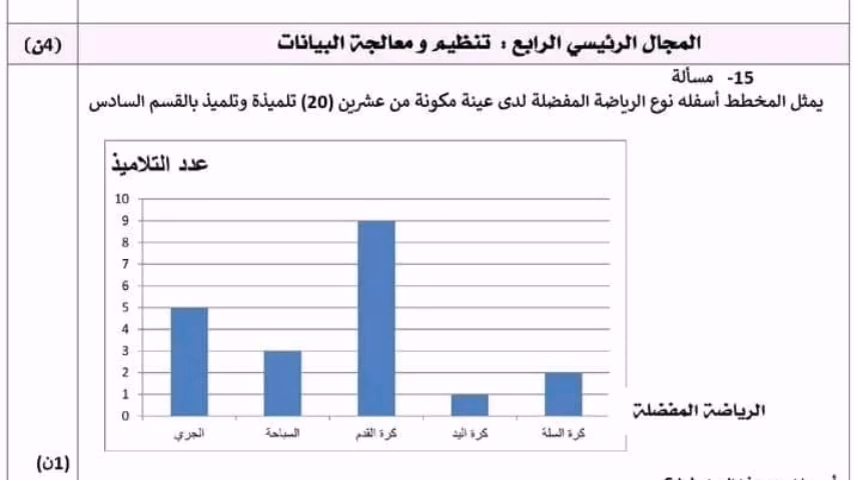 المجال الرئيسي الرابع : تنظيم و معالجة البيانات
(4ن)
15- مسألة
يمثل المخطط أسفله نوع الرياضة المفضلة لدى عينة مكونة من عشرين (20) تلميذة وتلميذ بالقسم السادس
عدد التلاميذ
10
9
8
7
6
5
4
3
2
1
0
الجري
السباحة
كرة القدم
كرة اليد
كرة السلة
الرياضة المفضلة
(1ن)